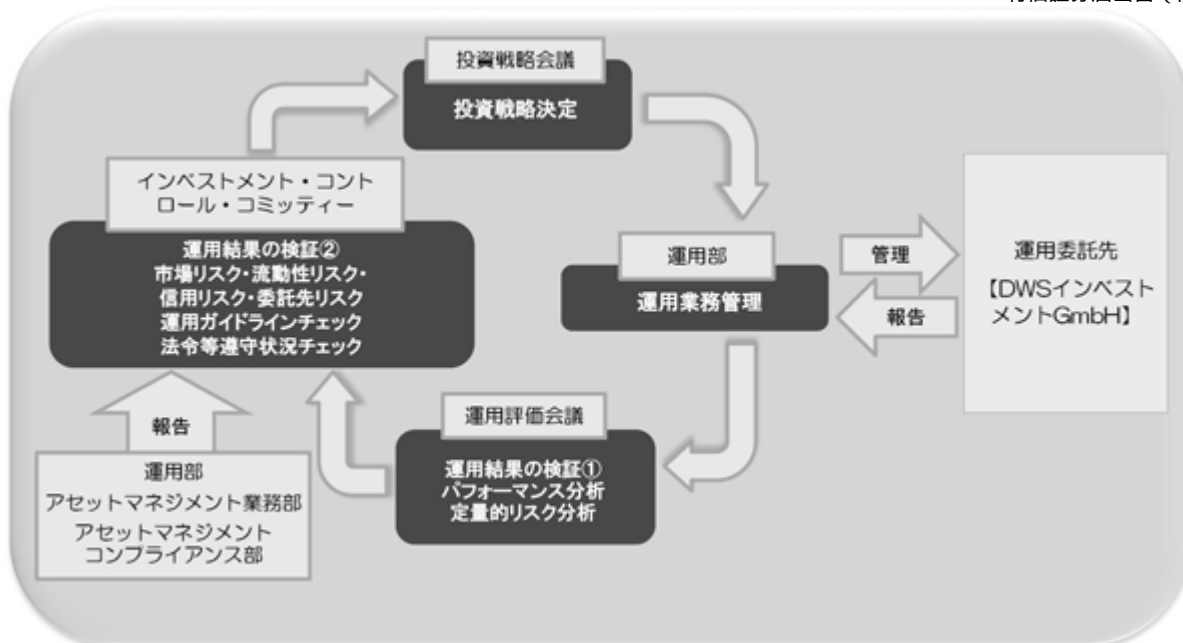 投資戦略会議
投資戦略決定
インベストメント・コント
ロール・コミッティー
運用結果の検証②
市場リスク・流動性リスク・
信用リスク・委託先リスク
運用ガイドラインチェック
法令等遵守状況チェック
運用部
運用業務管理
管理
報告
運用委託先
【DWSインベスト
メントGmbH】
運用評価会議
運用結果の検証①
パフォーマンス分析
定量的リスク分析
報告
運用部
アセットマネジメント業務部
アセットマネジメント
コンプライアンス部